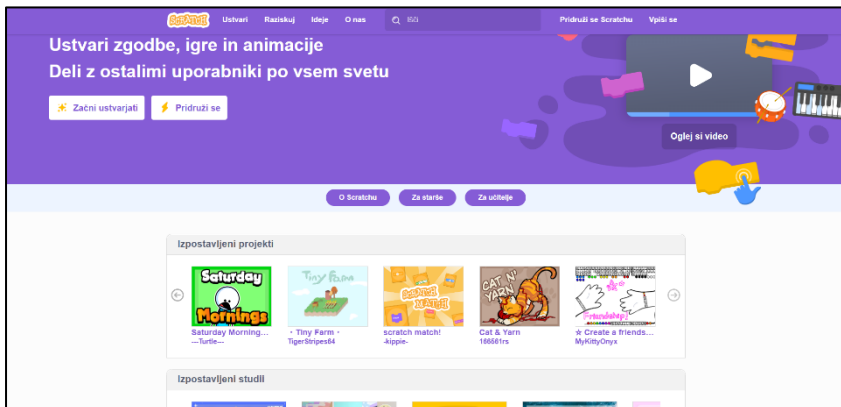 SCRATCH Ustvari Raziskuj Ideje O nas Išči Pridruži se Scratchu Vpiši se
Ustvari zgodbe, igre in animacije
Deli z ostalimi uporabniki po vsem svetu
Začni ustvarjati Pridruži se
Oglej si video
O Scratchu Za starše Za učitelje
Izpostavljeni projekti
Saturday
Mornings
Tiny Farm
SCRATCH
MATCH
CAT N'
YARN
Friendship!
Saturday Morning... - Tiny Farm - scratch match! Cat & Yarn ☆ Create a friends...
---Turtle--- TigerStripes64 -kippie- 166561rs MyKittyOnyx
Izpostavljeni studii